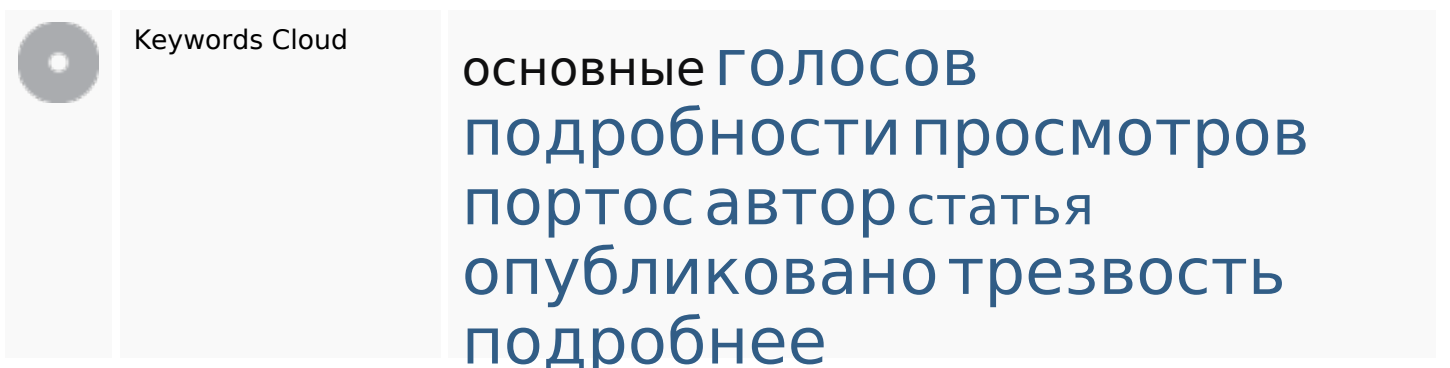 Keywords Cloud
основные голосов
подробности просмотров
портос автор статья
опубликовано трезвость
подробнее